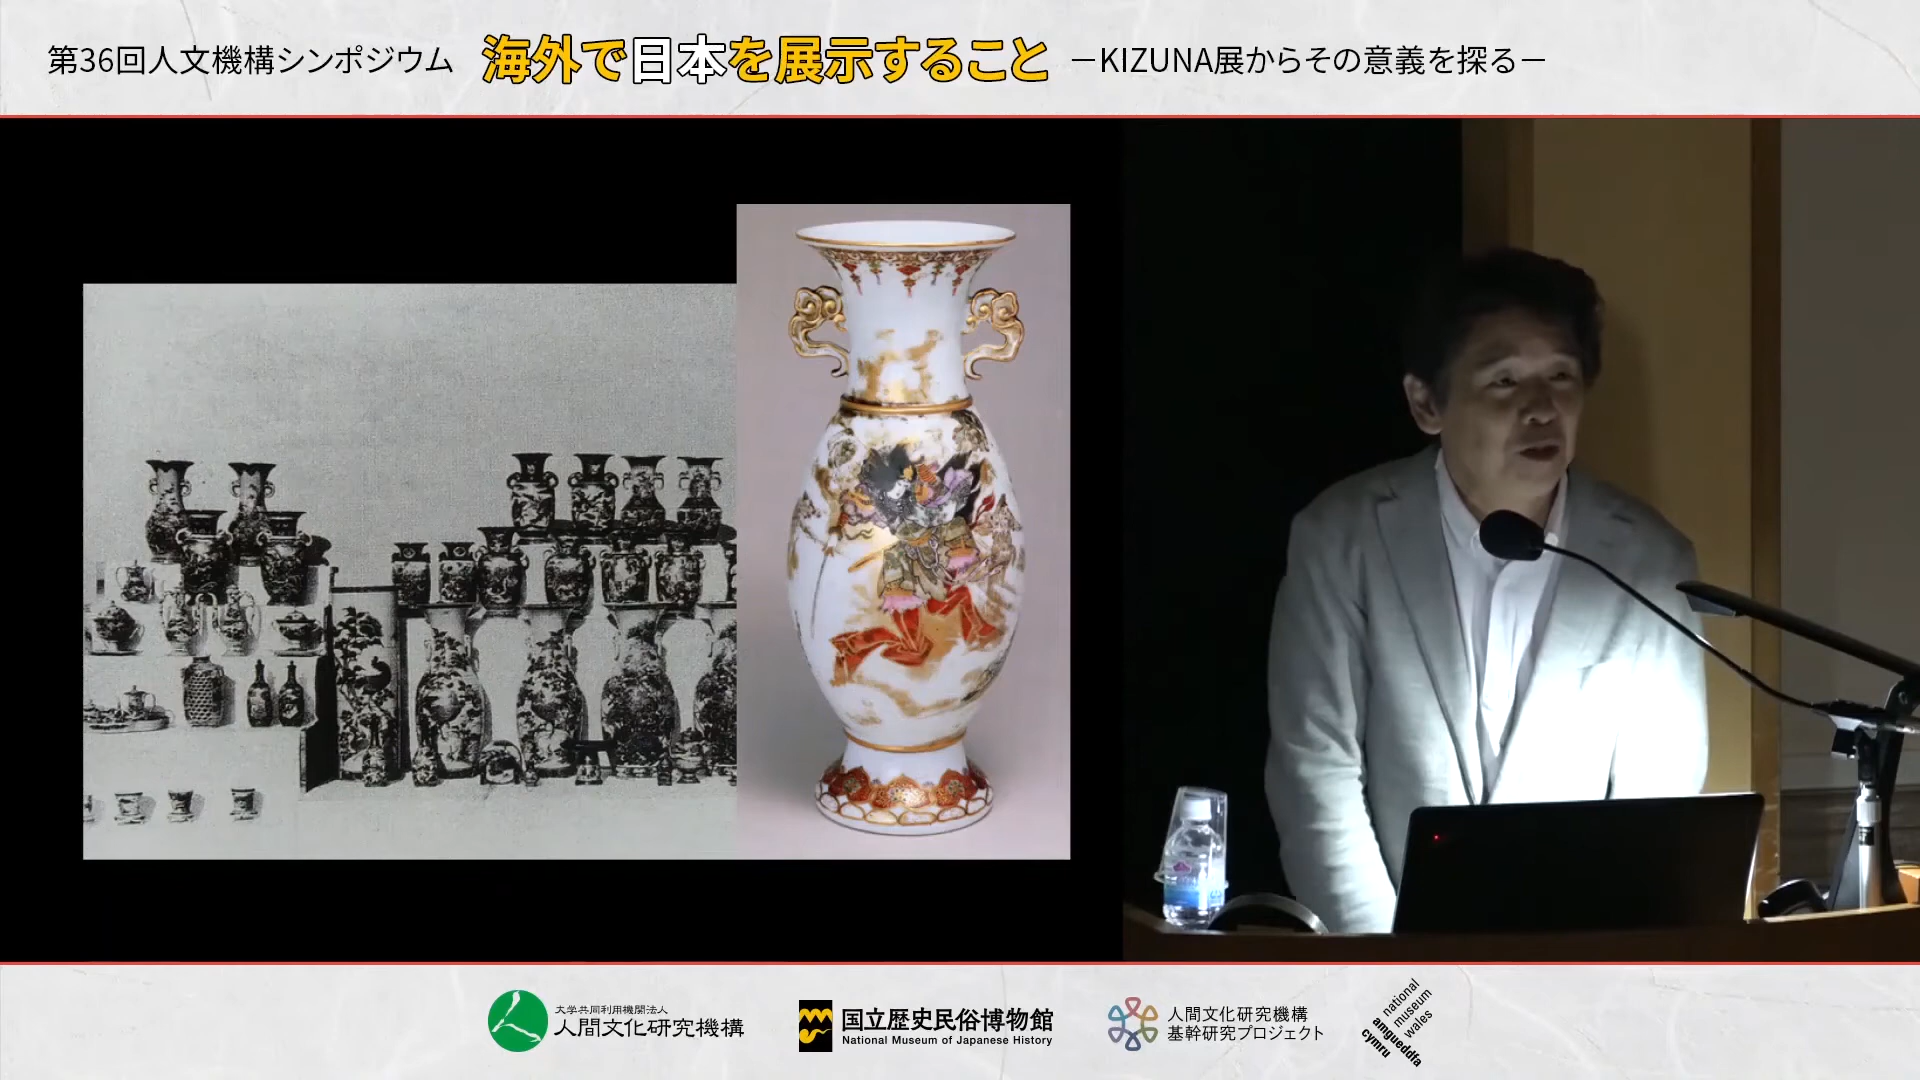 第36回人文機構シンポジウム 海外で日本を展示すること －KIZUNA展からその意義を探る－
大学共同利用機関法人
人間文化研究機構
国立歴史民俗博物館
National Museum of Japanese History
人間文化研究機構
基幹研究プロジェクト
national
museum
wales
amgueddfa
cymru